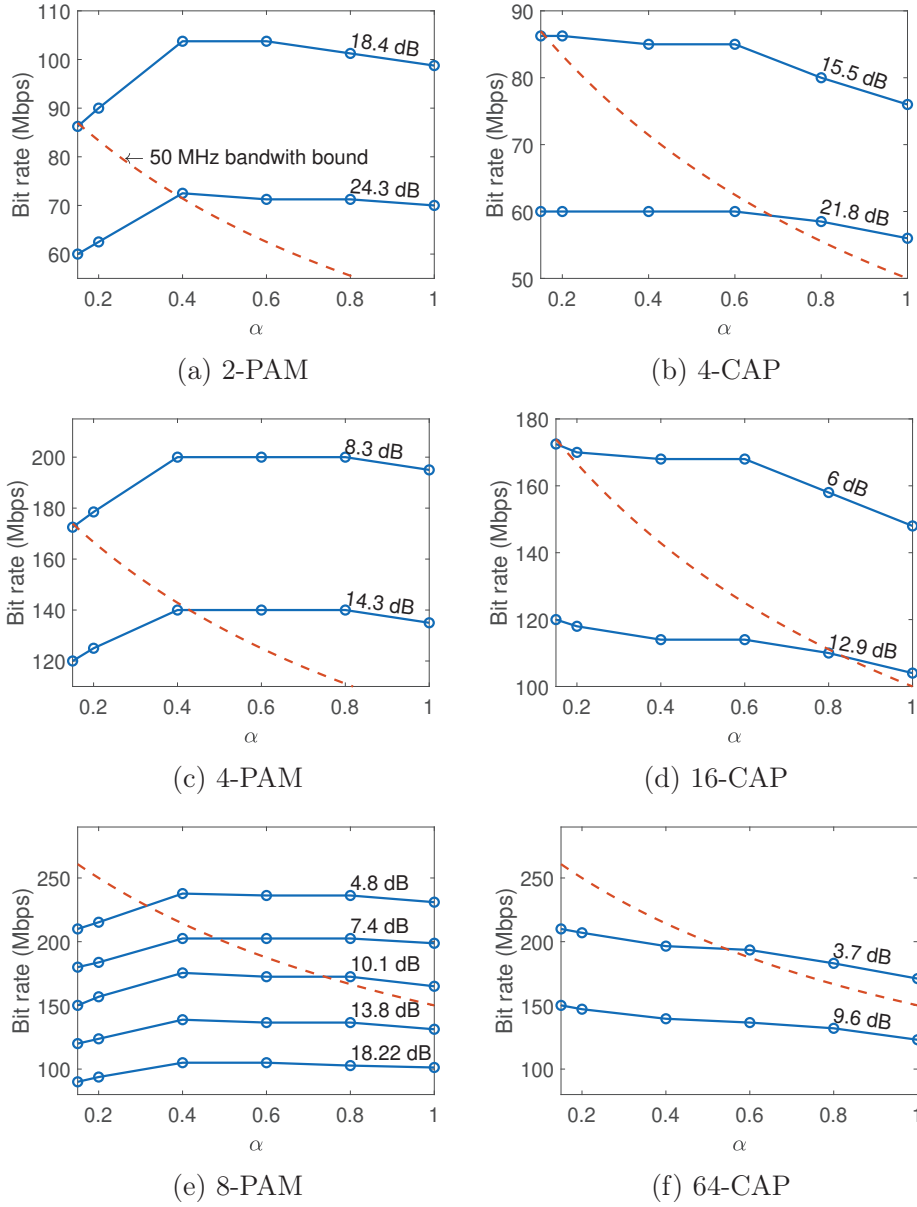 110
100
90
80
70
60
Bit rate (Mbps)
18.4 dB
← 50 MHz bandwith bound
24.3 dB
0.2 0.4 0.6 0.8 1
α
(a) 2-PAM
90
80
70
60
50
Bit rate (Mbps)
15.5 dB
21.8 dB
0.2 0.4 0.6 0.8 1
α
(b) 4-CAP
200
180
160
140
120
Bit rate (Mbps)
8.3 dB
14.3 dB
0.2 0.4 0.6 0.8 1
α
(c) 4-PAM
180
160
140
120
100
Bit rate (Mbps)
6 dB
12.9 dB
0.2 0.4 0.6 0.8 1
α
(d) 16-CAP
250
200
150
100
Bit rate (Mbps)
4.8 dB
7.4 dB
10.1 dB
13.8 dB
18.22 dB
0.2 0.4 0.6 0.8 1
α
(e) 8-PAM
250
200
150
100
Bit rate (Mbps)
3.7 dB
9.6 dB
0.2 0.4 0.6 0.8 1
α
(f) 64-CAP